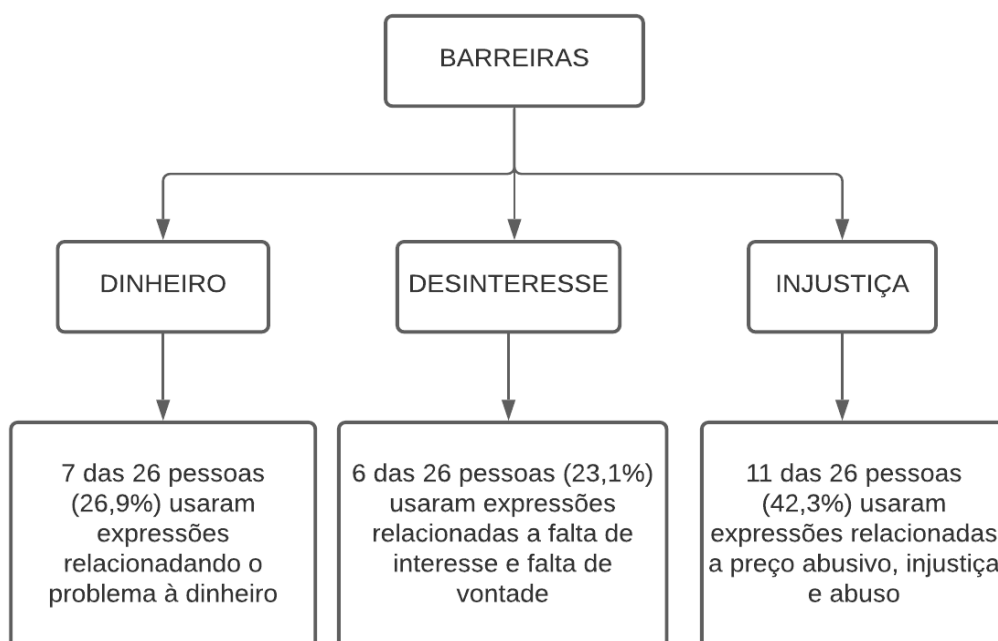 BARREIRAS
DINHEIRO
DESINTERESSE
INJUSTIÇA
7 das 26 pessoas
(26,9%) usaram
expressões
relacionadando o
problema à dinheiro
6 das 26 pessoas (23,1%)
usaram expressões
relacionadas a falta de
interesse e falta de
vontade
11 das 26 pessoas
(42,3%) usaram
expressões relacionadas
a preço abusivo, injustiça
e abuso